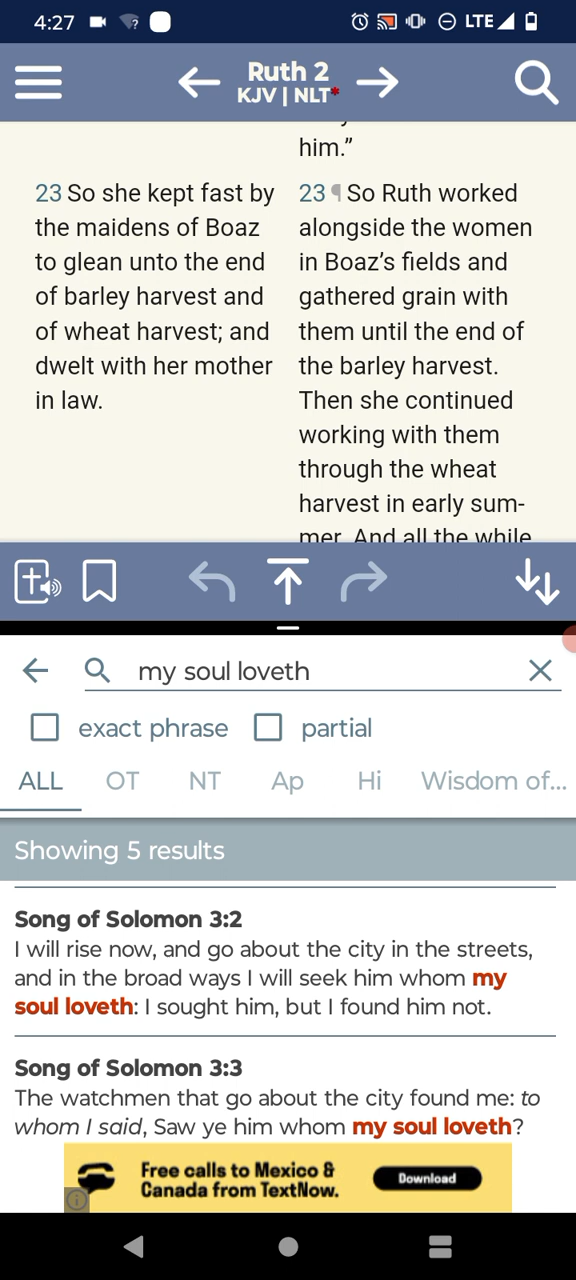 4:27
LTE
Ruth 2
KJV | NLT*
him.”
23 So she kept fast by
the maidens of Boaz
to glean unto the end
of barley harvest and
of wheat harvest; and
dwelt with her mother
in law.
23 ¶ So Ruth worked
alongside the women
in Boaz’s fields and
gathered grain with
them until the end of
the barley harvest.
Then she continued
working with them
through the wheat
harvest in early sum-
mer. And all the while
my soul loveth
exact phrase
partial
ALL OT NT Ap Hi Wisdom of...
Showing 5 results
Song of Solomon 3:2
I will rise now, and go about the city in the streets,
and in the broad ways I will seek him whom my
soul loveth: I sought him, but I found him not.
Song of Solomon 3:3
The watchmen that go about the city found me: to
whom I said, Saw ye him whom my soul loveth?
Free calls to Mexico &
Canada from TextNow.
Download